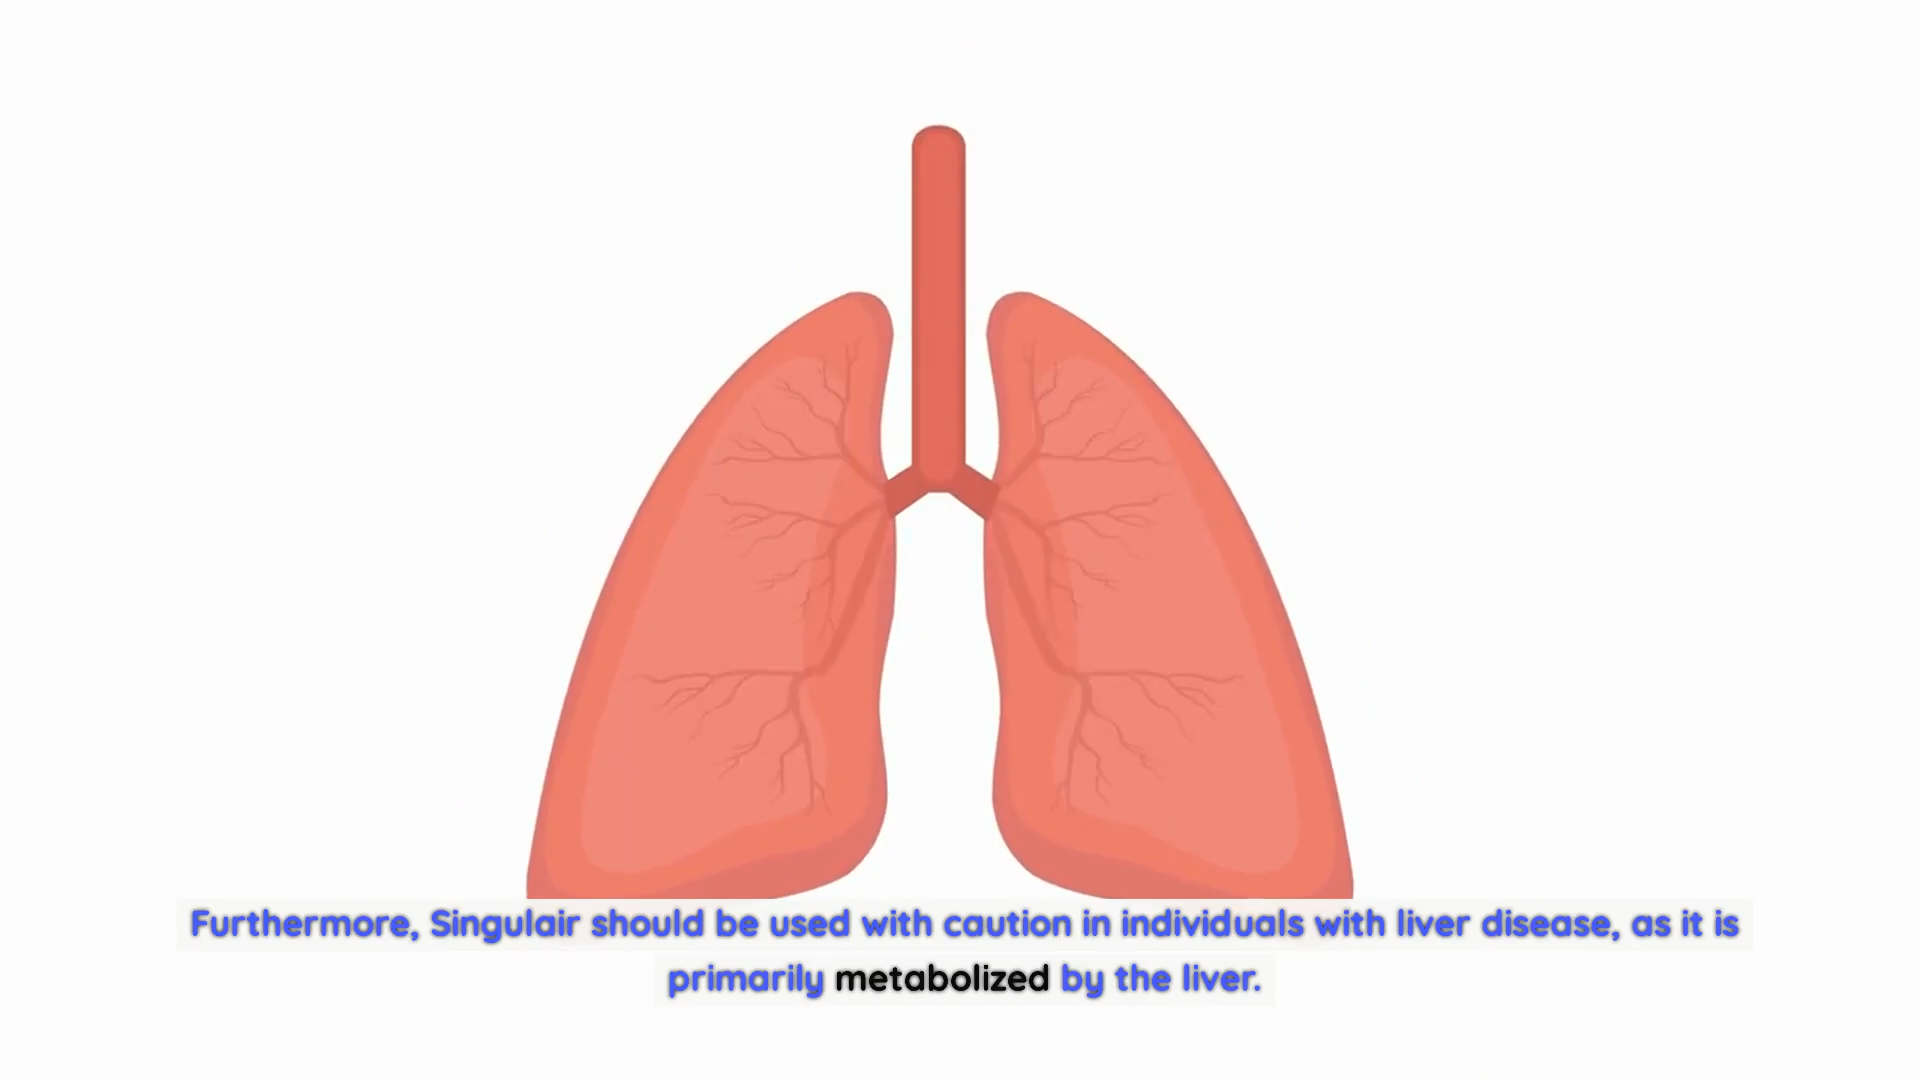 Furthermore, Singulair should be used with caution in individuals with liver disease, as it is
primarily metabolized by the liver.